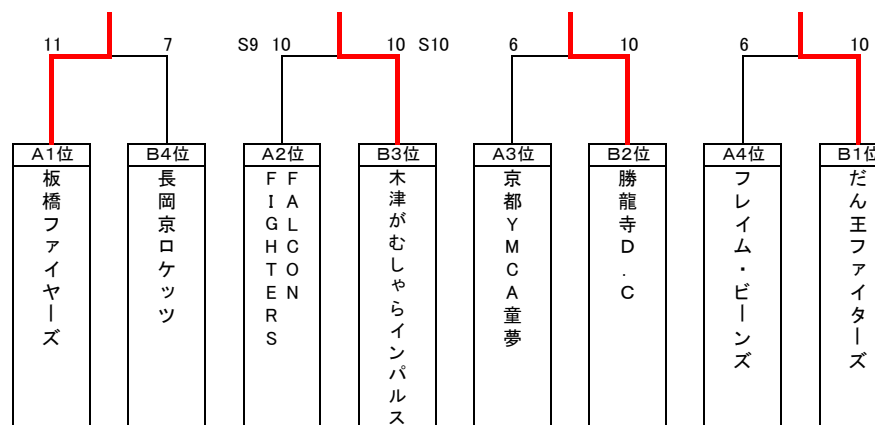 11 7 S9 10 10 S10 6 10 6 10
A1位 B4位 A2位 B3位 A3位 B2位 A4位 B1位
板橋ファイヤーズ
長岡京ロケッツ
FALCON
FIGHTERS
木津がむしゃらインパルス
京都YMCA童夢
勝龍寺D.C
フレイム・ビーンズ
だん王ファイターズ